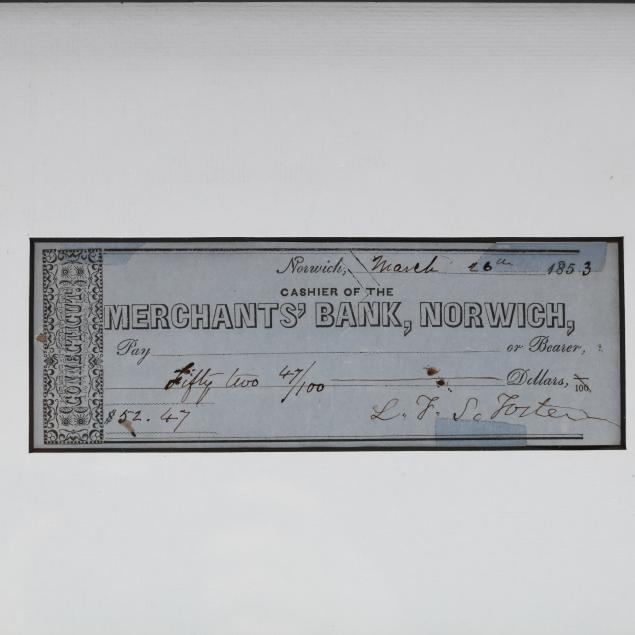 CONNECTICUT.
Norwich, March 26th 1853
CASHIER OF THE
MERCHANTS' BANK, NORWICH,
Pay or Bearer,
Fifty two 47/100 Dollars, /100,
$52.47
L. F. S. Foster